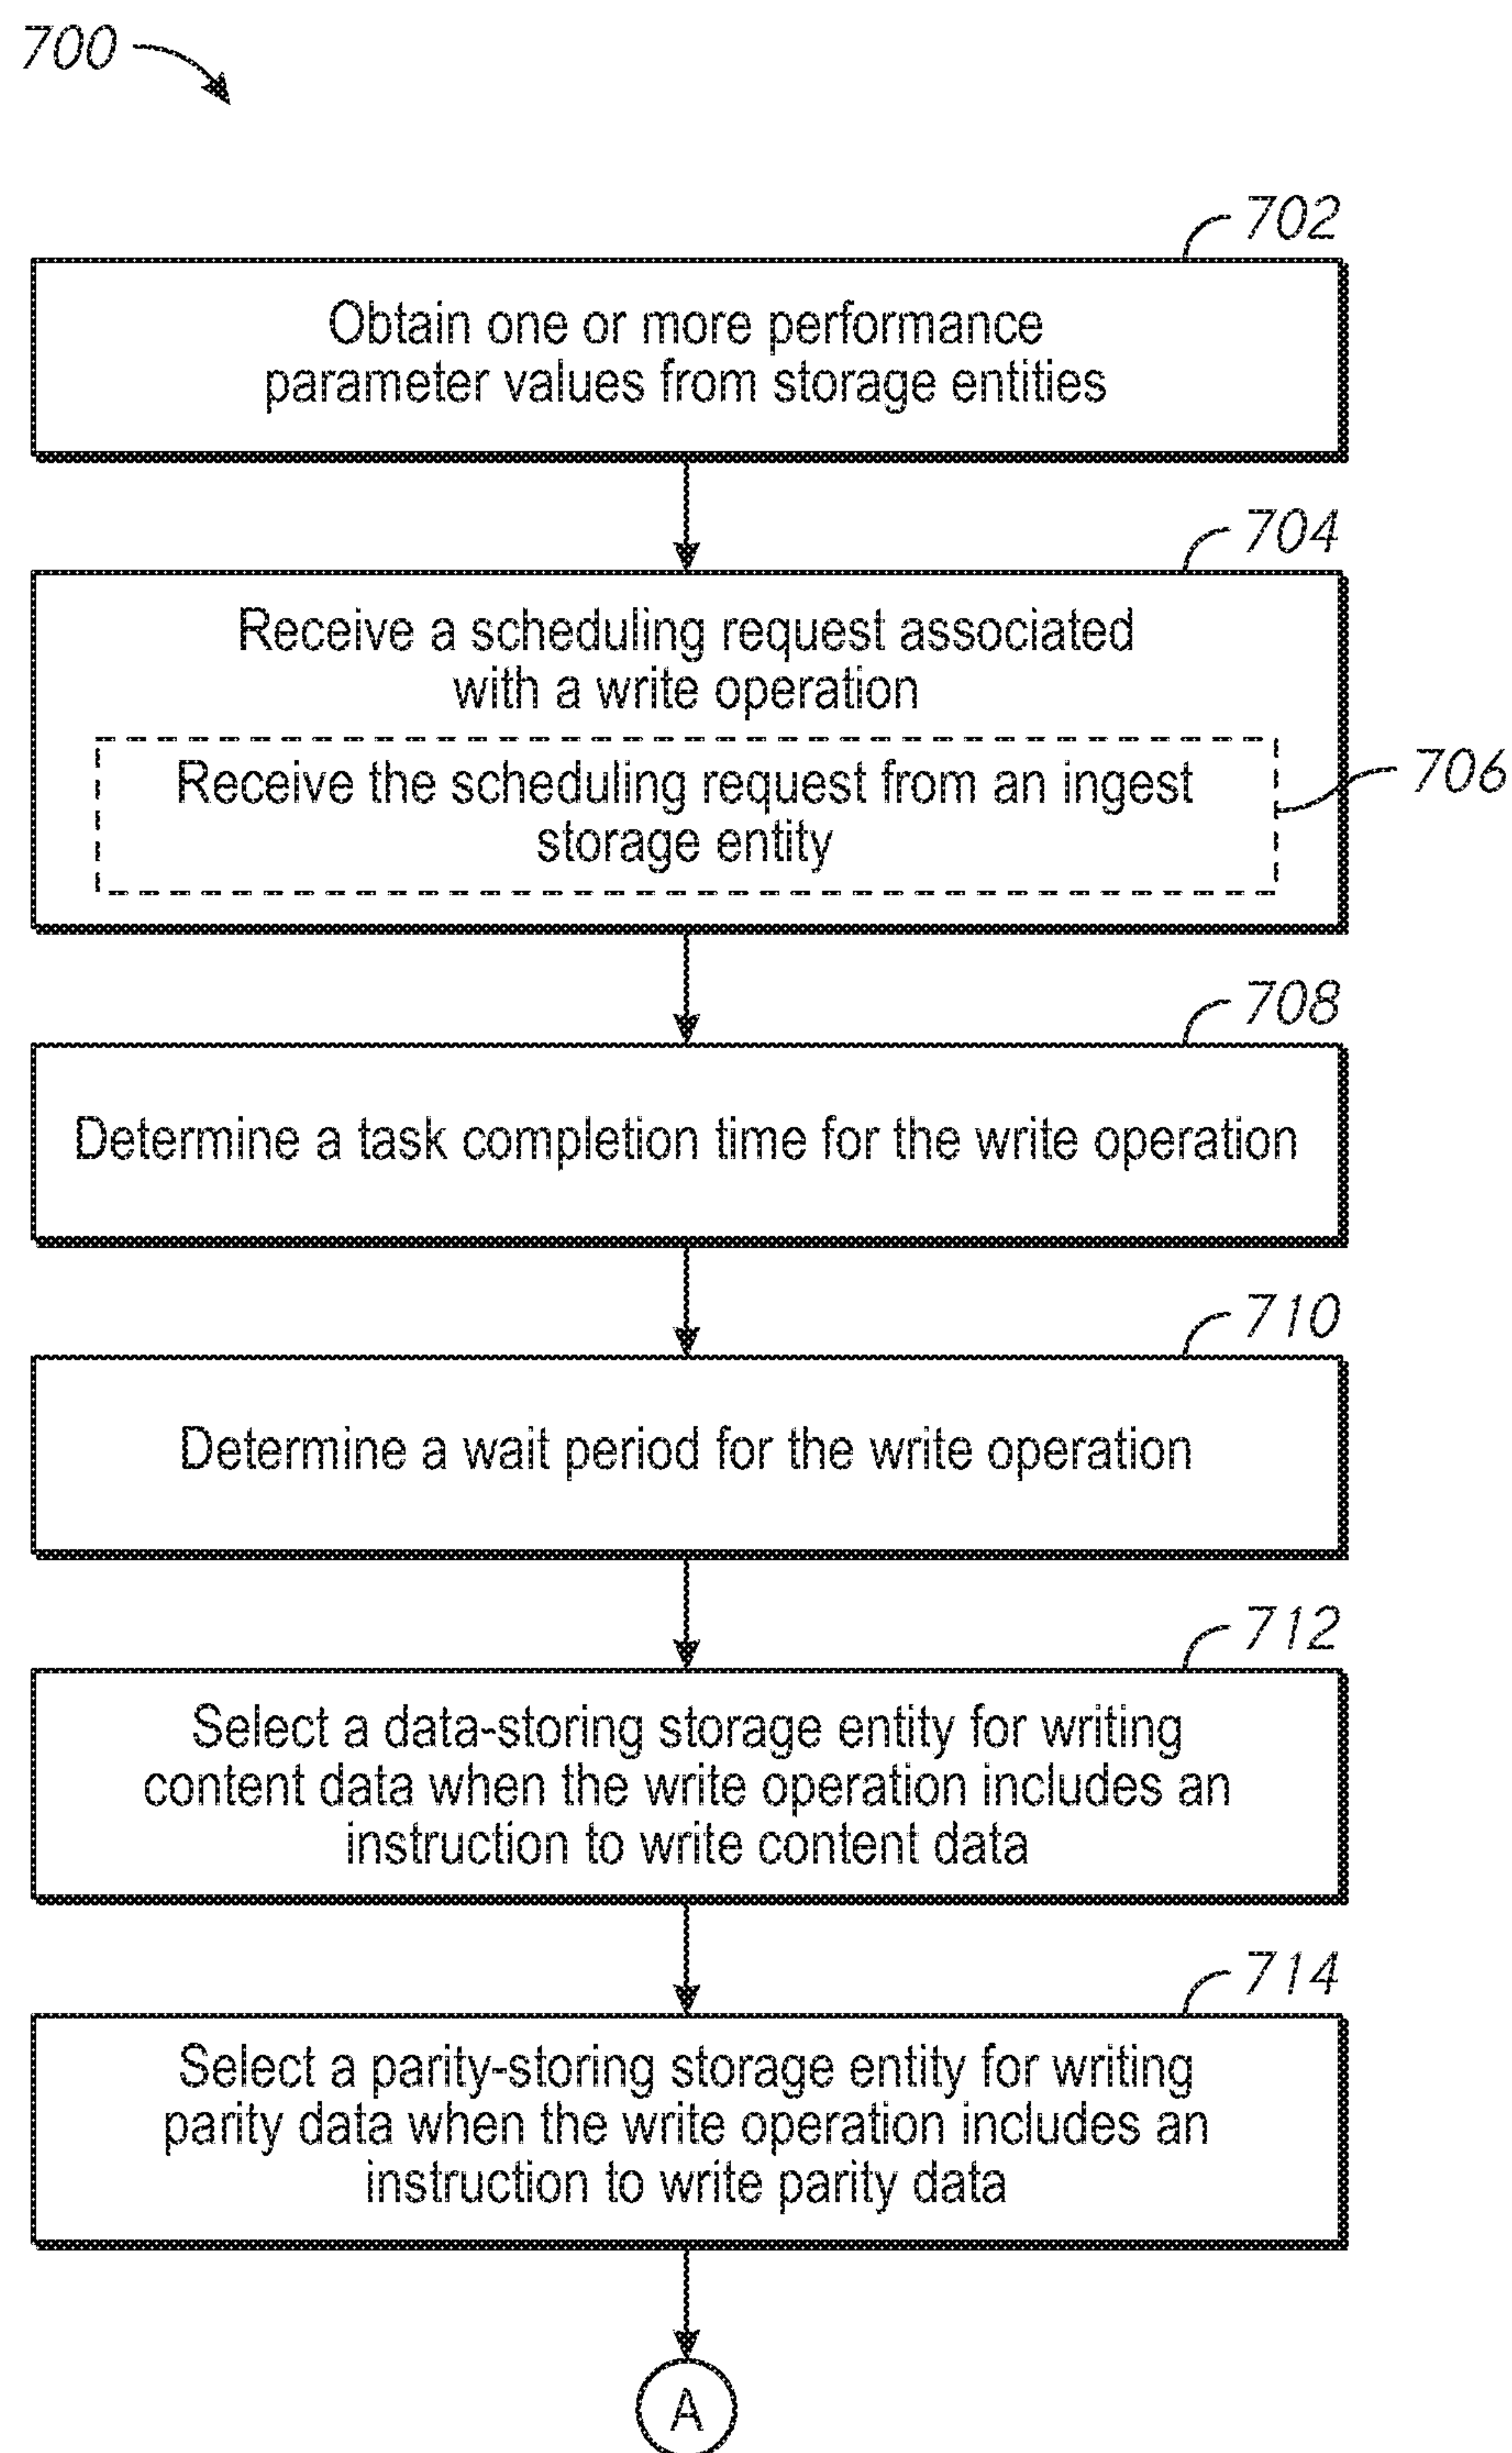 700
702
Obtain one or more performance
parameter values from storage entities
704
Receive a scheduling request associated
with a write operation
Receive the scheduling request from an ingest
storage entity
706
708
Determine a task completion time for the write operation
710
Determine a wait period for the write operation
712
Select a data-storing storage entity for writing
content data when the write operation includes an
instruction to write content data
714
Select a parity-storing storage entity for writing
parity data when the write operation includes an
instruction to write parity data
A